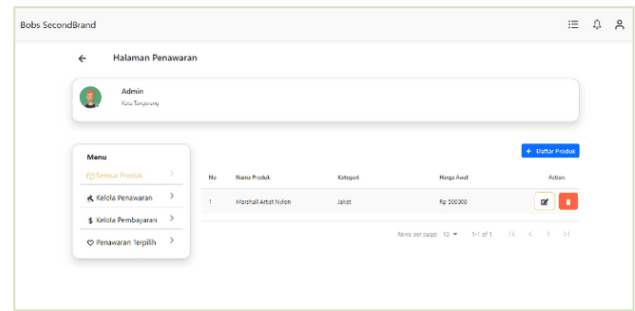 Bobs SecondBrand
Halaman Penawaran
Admin
Kota Tangerang
Menu
Semua Produk
Kelola Penawaran
Kelola Pembayaran
Penawaran Terpilih
+ Daftar Produk
No Nama Produk Kategori Harga Awal Action
1 Marshall Artist Nylon Jaket Rp 500000
Rows per page: 10 1-1 of 1